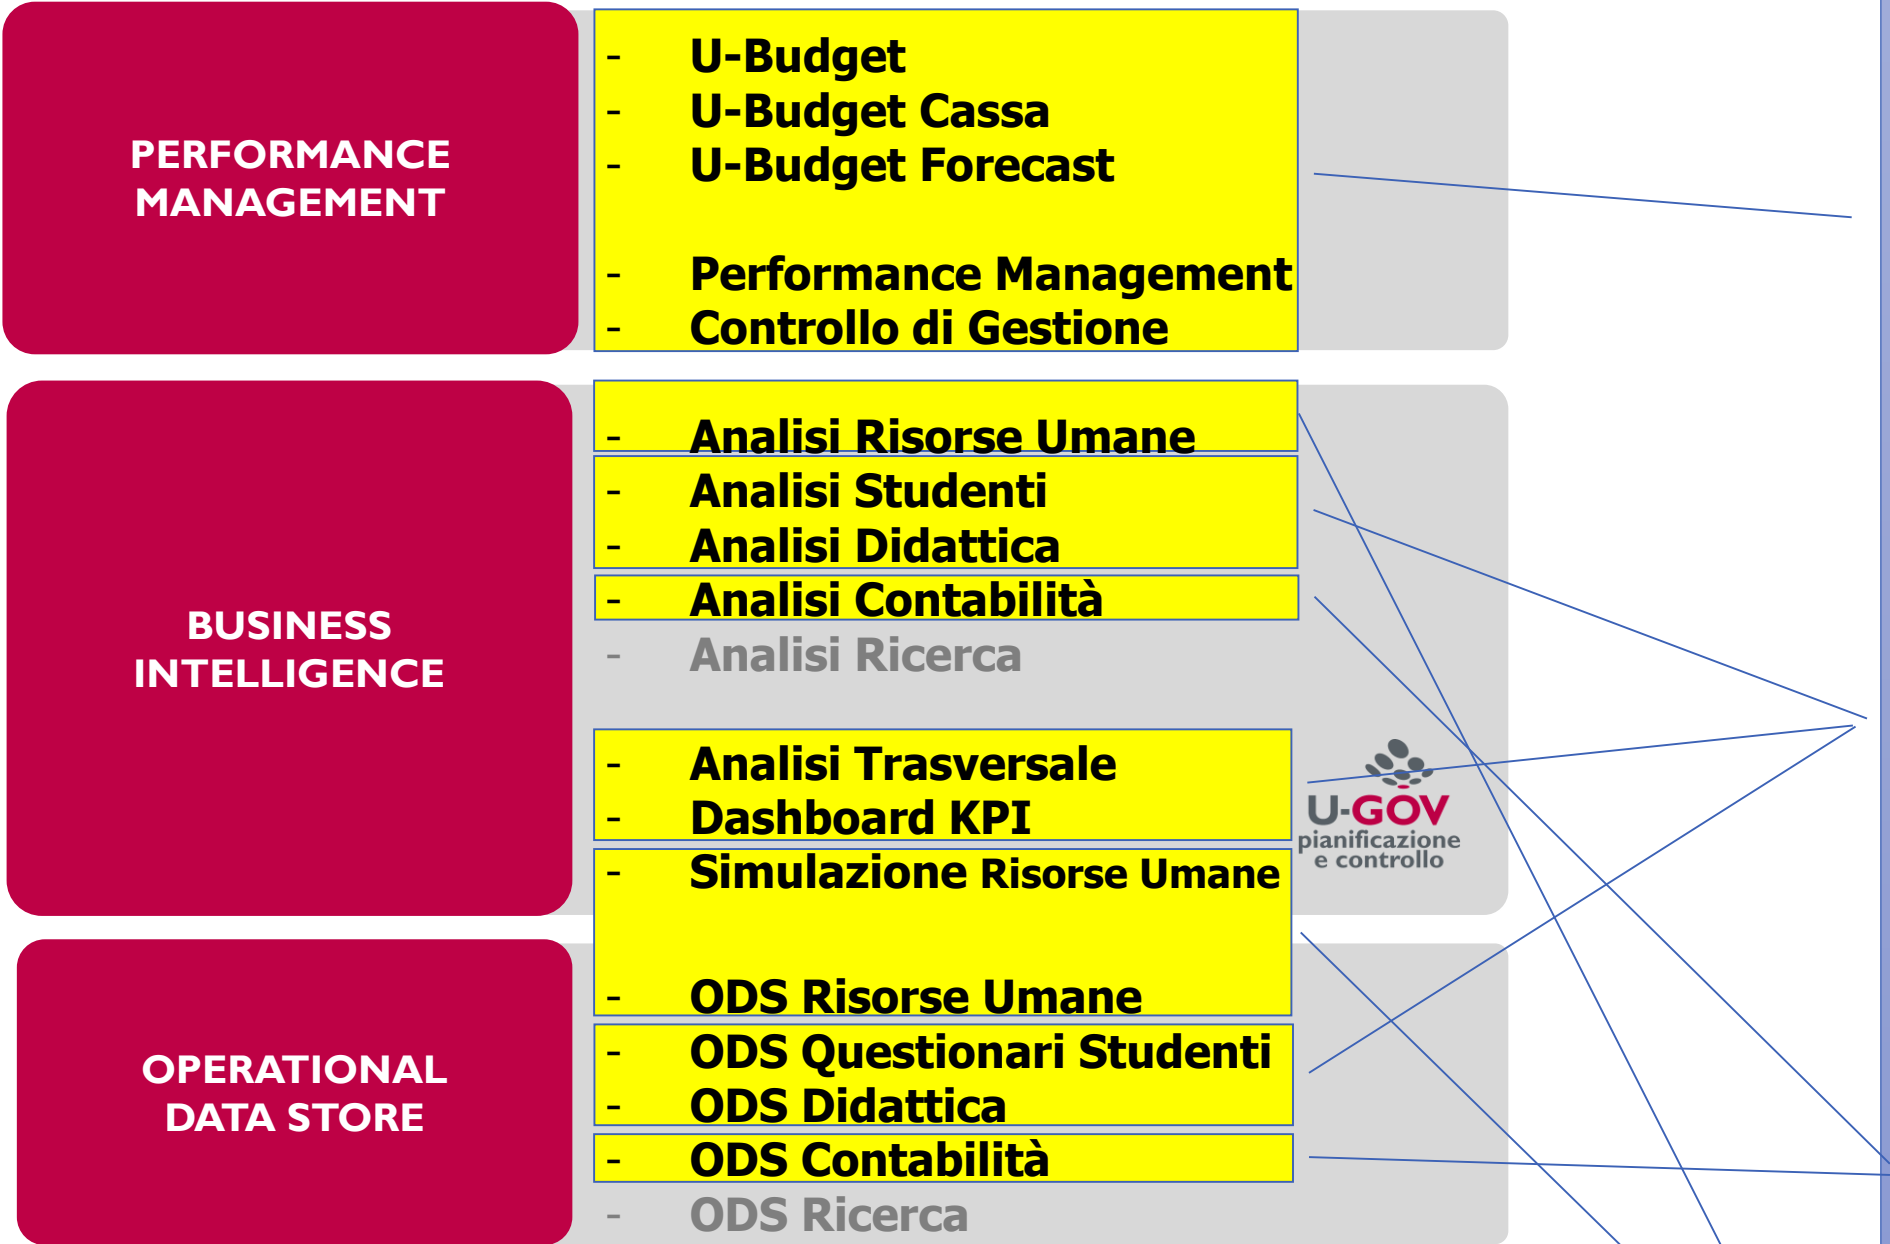 PERFORMANCE
MANAGEMENT
- U-Budget
- U-Budget Cassa
- U-Budget Forecast
- Performance Management
- Controllo di Gestione
BUSINESS
INTELLIGENCE
- Analisi Risorse Umane
- Analisi Studenti
- Analisi Didattica
- Analisi Contabilità
- Analisi Ricerca
- Analisi Trasversale
- Dashboard KPI
- Simulazione Risorse Umane
U-GOV
pianificazione
e controllo
OPERATIONAL
DATA STORE
- ODS Risorse Umane
- ODS Questionari Studenti
- ODS Didattica
- ODS Contabilità
- ODS Ricerca